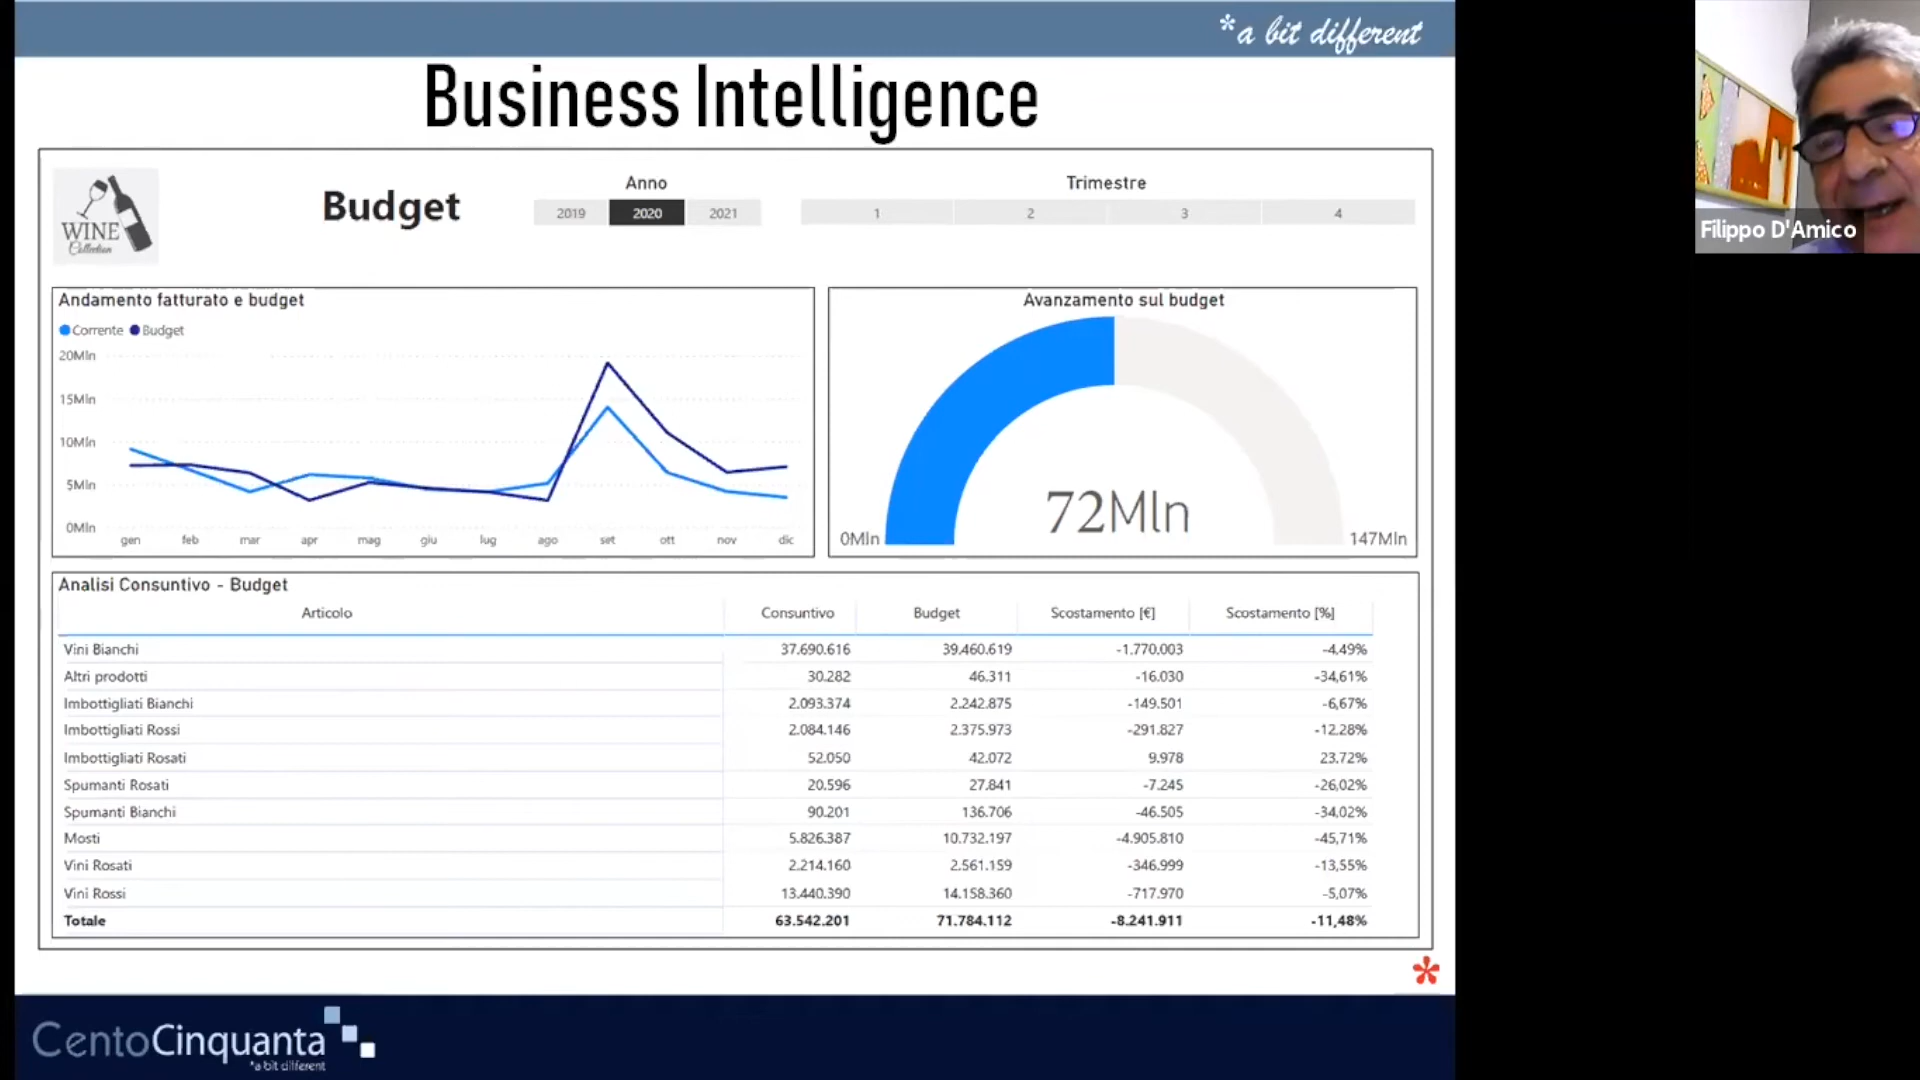 *a bit different
Business Intelligence
WINE
Collection
Budget
Anno
2019 2020 2021
Trimestre
1 2 3 4
Filippo D'Amico
Andamento fatturato e budget
Corrente Budget
20Mln
15Mln
10Mln
5Mln
0Mln
gen feb mar apr mag giu lug ago set ott nov dic
Avanzamento sul budget
72Mln
0Mln
147Mln
Analisi Consuntivo - Budget
Articolo Consuntivo Budget Scostamento [€] Scostamento [%]
Vini Bianchi 37.690.616 39.460.619 -1.770.003 -4,49%
Altri prodotti 30.282 46.311 -16.030 -34,61%
Imbottigliati Bianchi 2.093.374 2.242.875 -149.501 -6,67%
Imbottigliati Rossi 2.084.146 2.375.973 -291.827 -12,28%
Imbottigliati Rosati 52.050 42.072 9.978 23,72%
Spumanti Rosati 20.596 27.841 -7.245 -26,02%
Spumanti Bianchi 90.201 136.706 -46.505 -34,02%
Mosti 5.826.387 10.732.197 -4.905.810 -45,71%
Vini Rosati 2.214.160 2.561.159 -346.999 -13,55%
Vini Rossi 13.440.390 14.158.360 -717.970 -5,07%
Totale 63.542.201 71.784.112 -8.241.911 -11,48%
*
CentoCinquanta
*a bit different